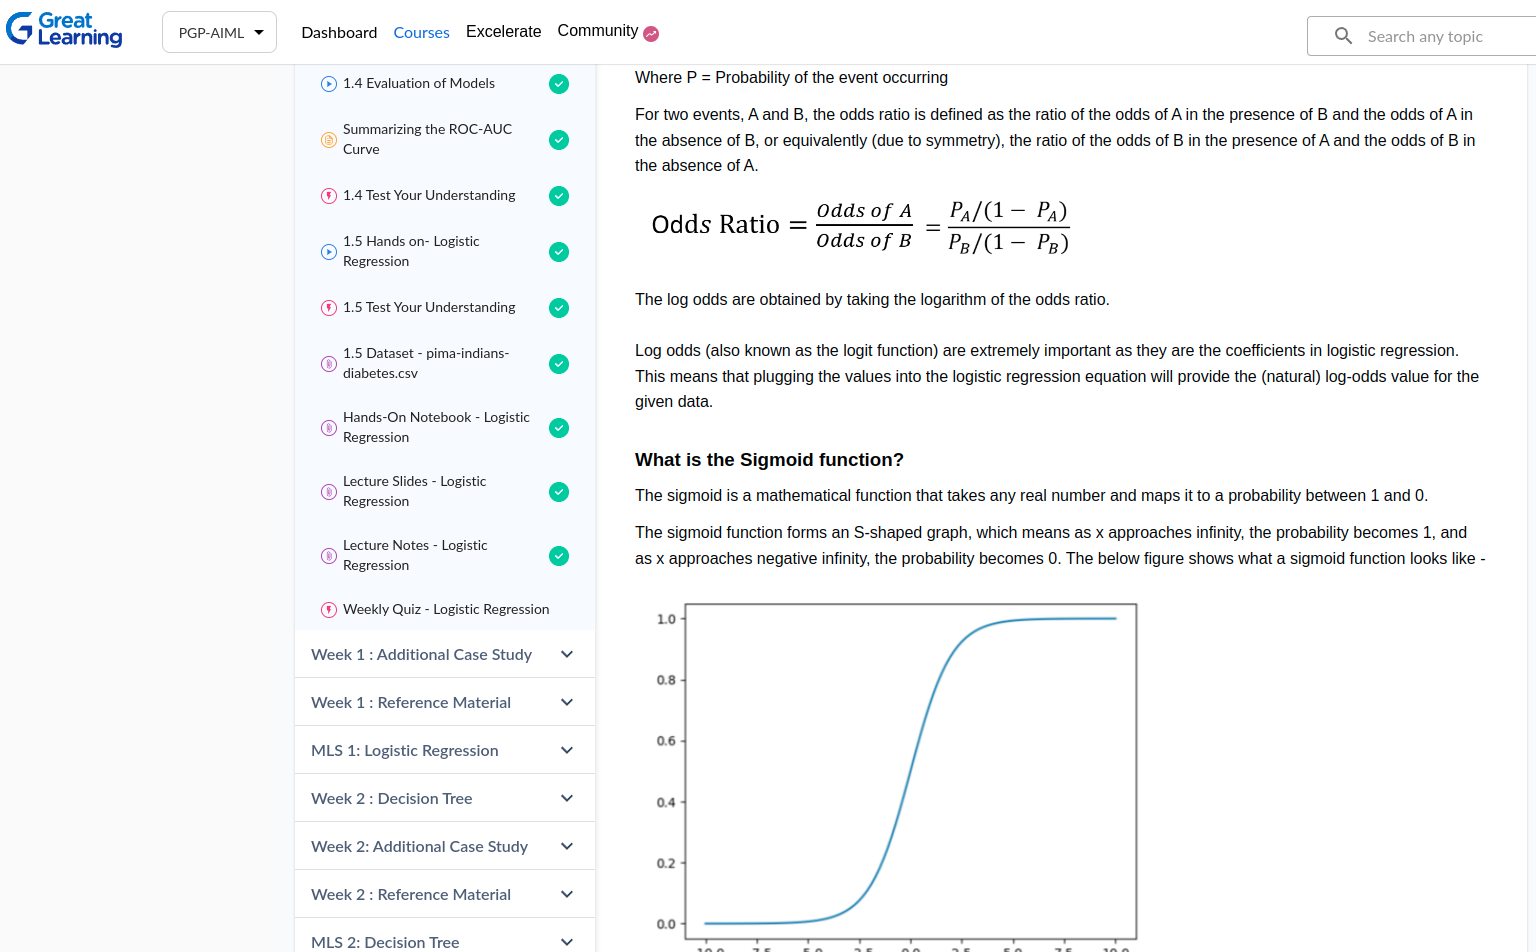 Great
Learning
PGP-AIML
Dashboard
Courses
Excelerate
Community
Search any topic
1.4 Evaluation of Models
Summarizing the ROC-AUC
Curve
1.4 Test Your Understanding
1.5 Hands on- Logistic
Regression
1.5 Test Your Understanding
1.5 Dataset - pima-indians-
diabetes.csv
Hands-On Notebook - Logistic
Regression
Lecture Slides - Logistic
Regression
Lecture Notes - Logistic
Regression
Weekly Quiz - Logistic Regression
Week 1 : Additional Case Study
Week 1 : Reference Material
MLS 1: Logistic Regression
Week 2 : Decision Tree
Week 2: Additional Case Study
Week 2 : Reference Material
MLS 2: Decision Tree
Where P = Probability of the event occurring
For two events, A and B, the odds ratio is defined as the ratio of the odds of A in the presence of B and the odds of A in
the absence of B, or equivalently (due to symmetry), the ratio of the odds of B in the presence of A and the odds of B in
the absence of A.
Odds Ratio = Odds of A / Odds of B = P_A/(1 − P_A) / P_B/(1 − P_B)
The log odds are obtained by taking the logarithm of the odds ratio.
Log odds (also known as the logit function) are extremely important as they are the coefficients in logistic regression.
This means that plugging the values into the logistic regression equation will provide the (natural) log-odds value for the
given data.
What is the Sigmoid function?
The sigmoid is a mathematical function that takes any real number and maps it to a probability between 1 and 0.
The sigmoid function forms an S-shaped graph, which means as x approaches infinity, the probability becomes 1, and
as x approaches negative infinity, the probability becomes 0. The below figure shows what a sigmoid function looks like -
1.0
0.8
0.6
0.4
0.2
0.0